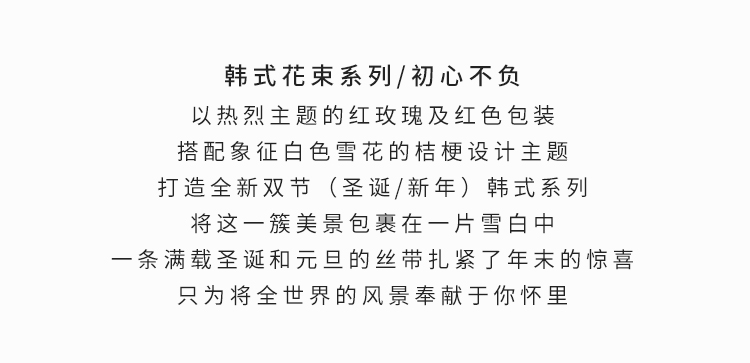 韩式花束系列/初心不负
以热烈主题的红玫瑰及红色包装
搭配象征白色雪花的桔梗设计主题
打造全新双节（圣诞/新年）韩式系列
将这一簇美景包裹在一片雪白中
一条满载圣诞和元旦的丝带扎紧了年末的惊喜
只为将全世界的风景奉献于你怀里